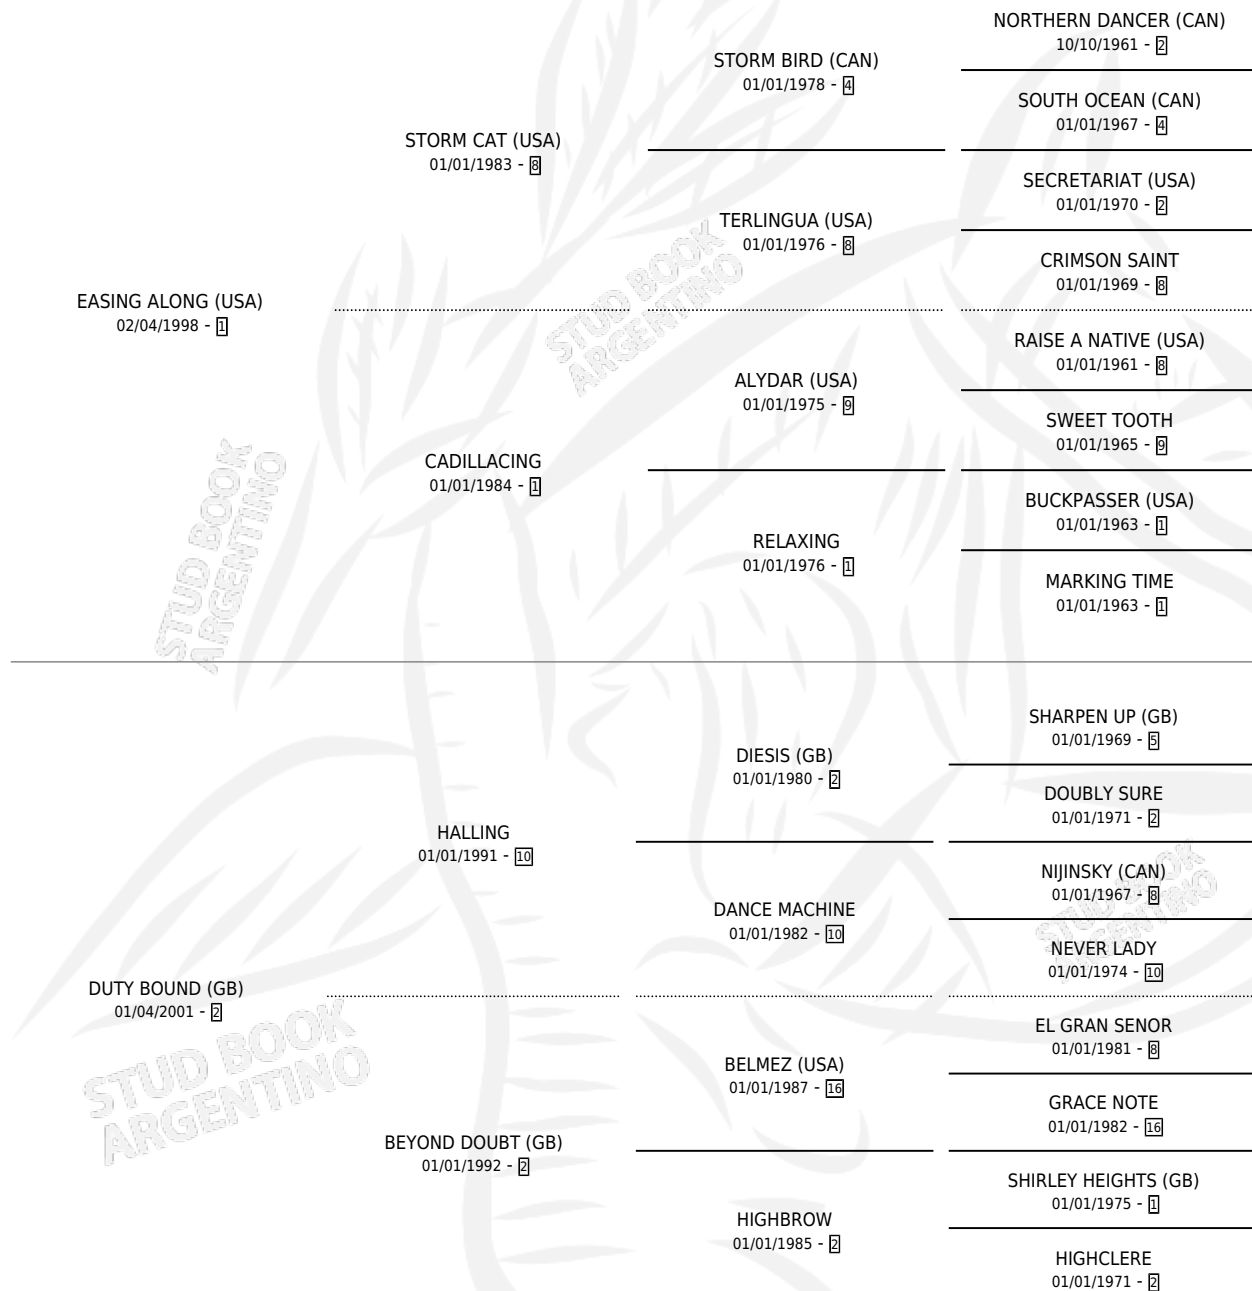 NORTHERN DANCER (CAN)
10/10/1961 - 2
STORM BIRD (CAN)
01/01/1978 - 4
SOUTH OCEAN (CAN)
01/01/1967 - 4
STORM CAT (USA)
01/01/1983 - 8
SECRETARIAT (USA)
01/01/1970 - 2
TERLINGUA (USA)
01/01/1976 - 8
CRIMSON SAINT
01/01/1969 - 8
EASING ALONG (USA)
02/04/1998 - 1
STUD BOOK
ARGENTINO
RAISE A NATIVE (USA)
01/01/1961 - 8
ALYDAR (USA)
01/01/1975 - 9
SWEET TOOTH
01/01/1965 - 9
CADILLACING
01/01/1984 - 1
BUCKPASSER (USA)
01/01/1963 - 1
RELAXING
01/01/1976 - 1
MARKING TIME
01/01/1963 - 1
STUD BOOK
ARGENTINO
SHARPEN UP (GB)
01/01/1969 - 5
DIESIS (GB)
01/01/1980 - 2
DOUBLY SURE
01/01/1971 - 2
HALLING
01/01/1991 - 10
NIJINSKY (CAN)
01/01/1967 - 8
DANCE MACHINE
01/01/1982 - 10
STUD BOOK
ARGENTINO
NEVER LADY
01/01/1974 - 10
DUTY BOUND (GB)
01/04/2001 - 2
EL GRAN SENOR
01/01/1981 - 8
BELMEZ (USA)
01/01/1987 - 16
GRACE NOTE
01/01/1982 - 16
STUD BOOK
ARGENTINO
BEYOND DOUBT (GB)
01/01/1992 - 2
SHIRLEY HEIGHTS (GB)
01/01/1975 - 1
HIGHBROW
01/01/1985 - 2
HIGHCLERE
01/01/1971 - 2